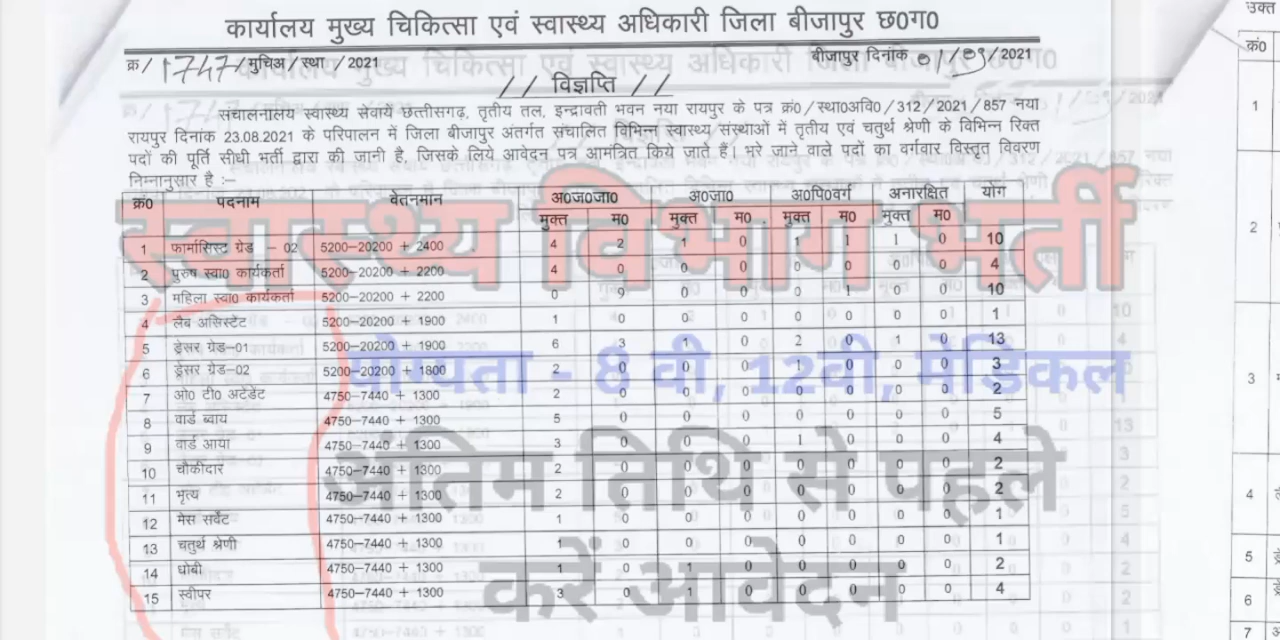 कार्यालय मुख्य चिकित्सा एवं स्वास्थ्य अधिकारी जिला बीजापुर छ0ग0
क्र/ 1747/मुचिअ/स्था/2021 बीजापुर दिनांक 01/09/2021
// विज्ञप्ति //
संचालनालय स्वास्थ्य सेवायें छत्तीसगढ़, तृतीय तल, इन्द्रावती भवन नया रायपुर के पत्र क्रं0/स्था0अवि0/312/2021/857 नया
रायपुर दिनांक 23.08.2021 के परिपालन में जिला बीजापुर अंतर्गत संचालित विभिन्न स्वास्थ्य संस्थाओं में तृतीय एवं चतुर्थ श्रेणी के विभिन्न रिक्त
पदों की पूर्ति सीधी भर्ती द्वारा की जानी है, जिसके लिये आवेदन पत्र आमंत्रित किये जाते हैं। भरे जाने वाले पदों का वर्गवार विस्तृत विवरण
निम्नानुसार है :–
क्र0 पदनाम वेतनमान अ0ज0जा0 अ0जा0 अ0पि0वर्ग अनारक्षित योग
मुक्त म0 मुक्त म0 मुक्त म0 मुक्त म0
1 फार्मासिस्ट ग्रेड – 02 5200–20200 + 2400 4 2 1 0 1 1 1 0 10
2 पुरुष स्वा0 कार्यकर्ता 5200–20200 + 2200 4 0 0 0 0 0 0 0 4
3 महिला स्वा0 कार्यकर्ता 5200–20200 + 2200 0 9 0 0 0 1 0 0 10
4 लैब असिस्टेंट 5200–20200 + 1900 1 0 0 0 0 0 0 0 1
5 ड्रेसर ग्रेड–01 5200–20200 + 1900 6 3 1 0 2 0 1 0 13
6 ड्रेसर ग्रेड–02 5200–20200 + 1800 2 0 0 0 1 0 0 0 3
7 ओ0 टी0 अटेडेंट 4750–7440 + 1300 2 0 0 0 0 0 0 0 2
8 वार्ड ब्वाय 4750–7440 + 1300 5 0 0 0 0 0 0 0 5
9 वार्ड आया 4750–7440 + 1300 3 0 0 0 1 0 0 0 4
10 चौकीदार 4750–7440 + 1300 2 0 0 0 0 0 0 0 2
11 भृत्य 4750–7440 + 1300 2 0 0 0 0 0 0 0 2
12 मेस सर्वेंट 4750–7440 + 1300 1 0 0 0 0 0 0 0 1
13 चतुर्थ श्रेणी 4750–7440 + 1300 1 0 0 0 0 0 0 0 1
14 धोबी 4750–7440 + 1300 1 0 1 0 0 0 0 0 2
15 स्वीपर 4750–7440 + 1300 3 0 1 0 0 0 0 0 4
स्वास्थ्य विभाग भर्ती
योग्यता - 8 वी, 12वी, मेडिकल
अंतिम तिथि से पहले
करें आवेदन
उक्त
क्रं0
1
2
3
4
5
6
7